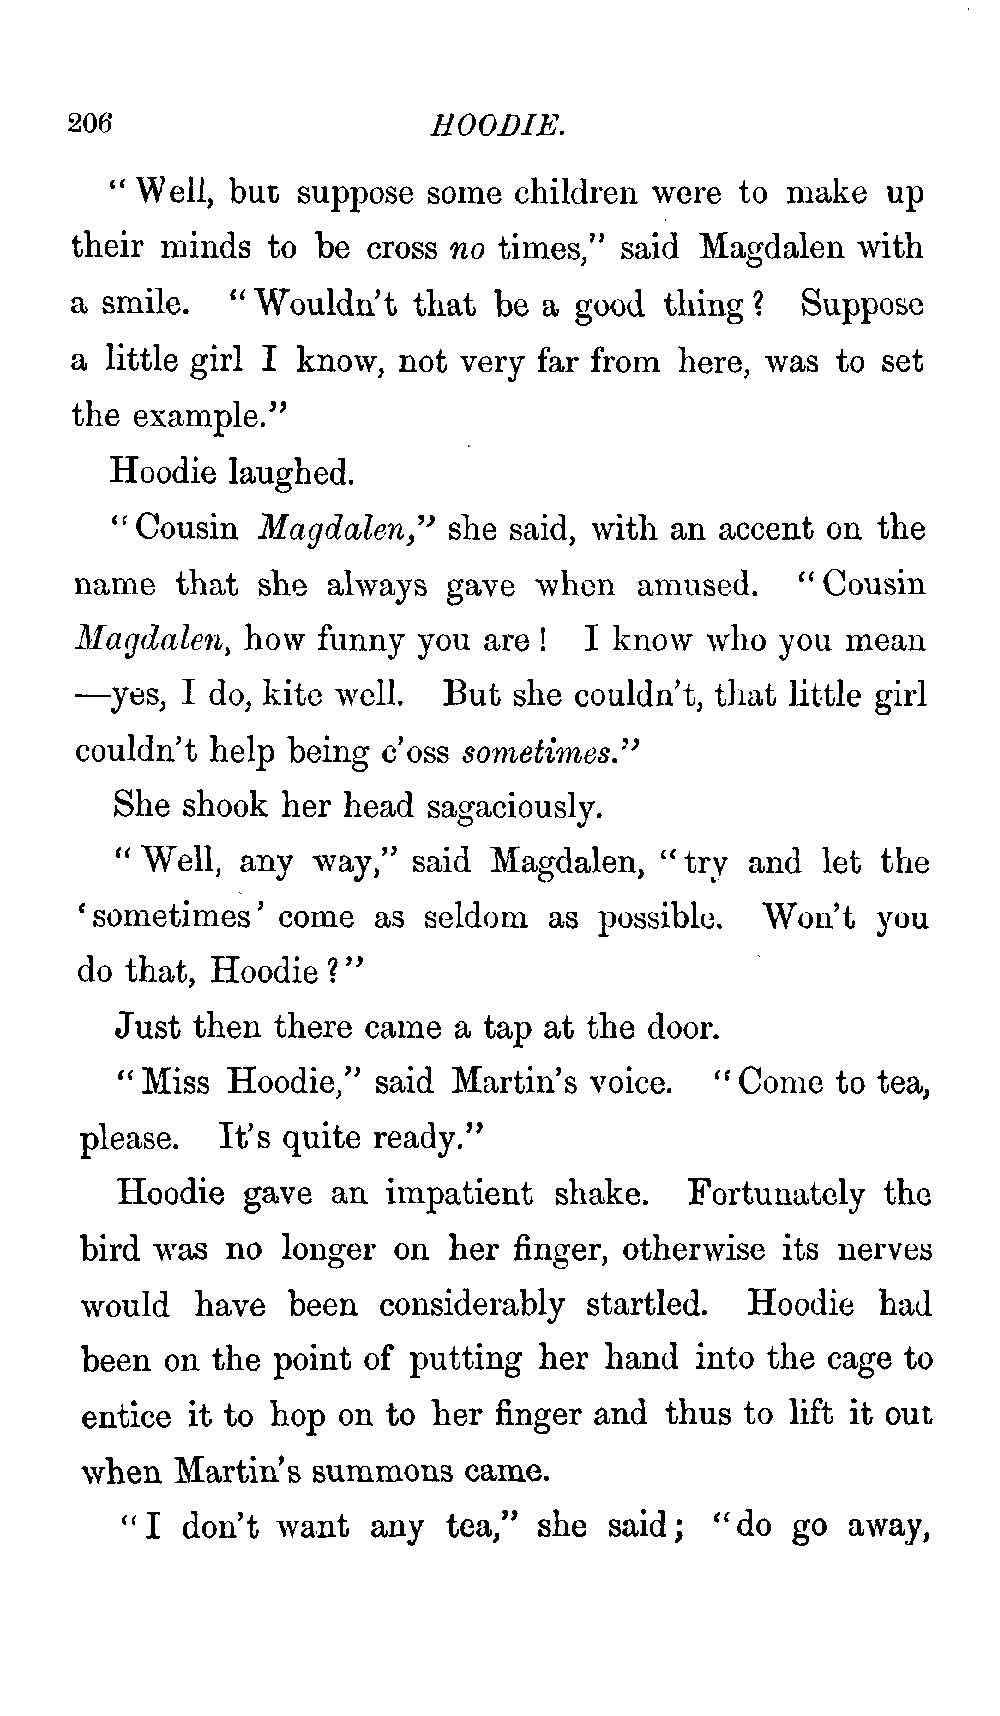 206 HOODIE.
"Well, but suppose some children were to make up
their minds to be cross no times," said Magdalen with
a smile. "Wouldn't that be a good thing? Suppose
a little girl I know, not very far from here, was to set
the example."
Hoodie laughed.
"Cousin Magdalen," she said, with an accent on the
name that she always gave when amused. "Cousin
Magdalen, how funny you are! I know who you mean
—yes, I do, kite well. But she couldn't, that little girl
couldn't help being c'oss sometimes."
She shook her head sagaciously.
"Well, any way," said Magdalen, "try and let the
'sometimes' come as seldom as possible. Won't you
do that, Hoodie?"
Just then there came a tap at the door.
"Miss Hoodie," said Martin's voice. "Come to tea,
please. It's quite ready."
Hoodie gave an impatient shake. Fortunately the
bird was no longer on her finger, otherwise its nerves
would have been considerably startled. Hoodie had
been on the point of putting her hand into the cage to
entice it to hop on to her finger and thus to lift it out
when Martin's summons came.
"I don't want any tea," she said; "do go away,